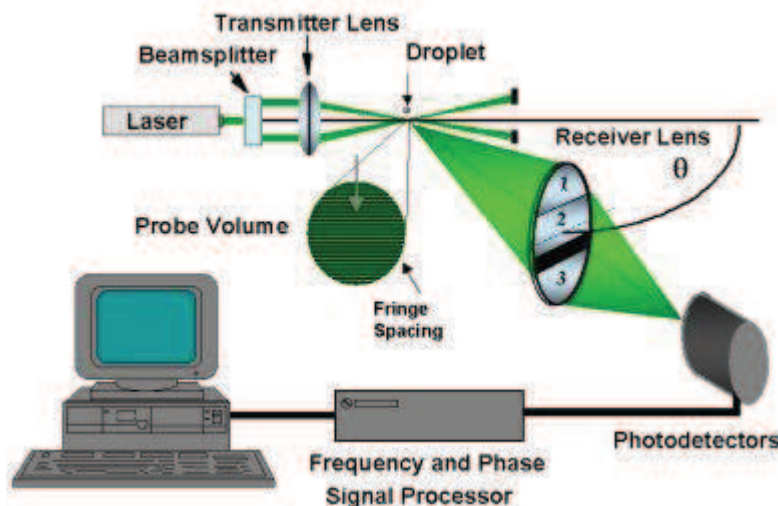 Transmitter Lens
Beamsplitter
Droplet
Laser
Receiver Lens
θ
1
2
3
Probe Volume
Fringe
Spacing
Photodetectors
Frequency and Phase
Signal Processor